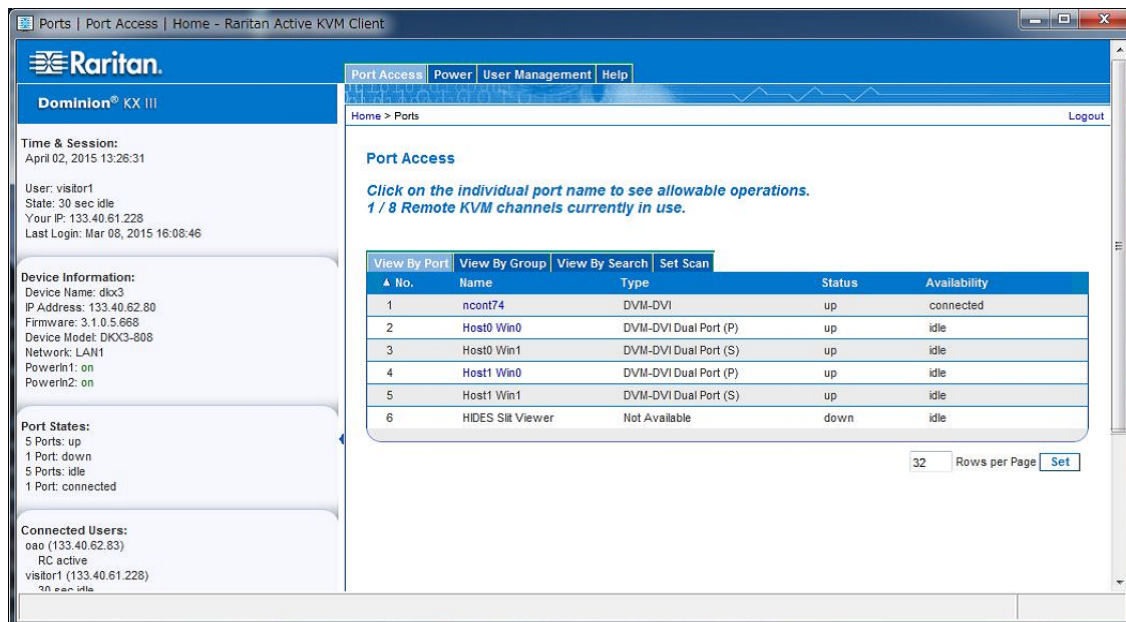 Ports | Port Access | Home - Raritan Active KVM Client
Raritan.
Port Access Power User Management Help
Dominion® KX III
Home > Ports Logout
Time & Session:
April 02, 2015 13:26:31
User: visitor1
State: 30 sec idle
Your IP: 133.40.61.228
Last Login: Mar 08, 2015 16:08:46
Device Information:
Device Name: dkx3
IP Address: 133.40.62.80
Firmware: 3.1.0.5.668
Device Model: DKX3-808
Network: LAN1
PowerIn1: on
PowerIn2: on
Port States:
5 Ports: up
1 Port: down
5 Ports: idle
1 Port: connected
Connected Users:
oao (133.40.62.83)
RC active
visitor1 (133.40.61.228)
30 sec idle
Port Access
Click on the individual port name to see allowable operations.
1 / 8 Remote KVM channels currently in use.
View By Port View By Group View By Search Set Scan
▲ No. Name Type Status Availability
1 ncont74 DVM-DVI up connected
2 Host0 Win0 DVM-DVI Dual Port (P) up idle
3 Host0 Win1 DVM-DVI Dual Port (S) up idle
4 Host1 Win0 DVM-DVI Dual Port (P) up idle
5 Host1 Win1 DVM-DVI Dual Port (S) up idle
6 HIDES Slit Viewer Not Available down idle
32 Rows per Page Set